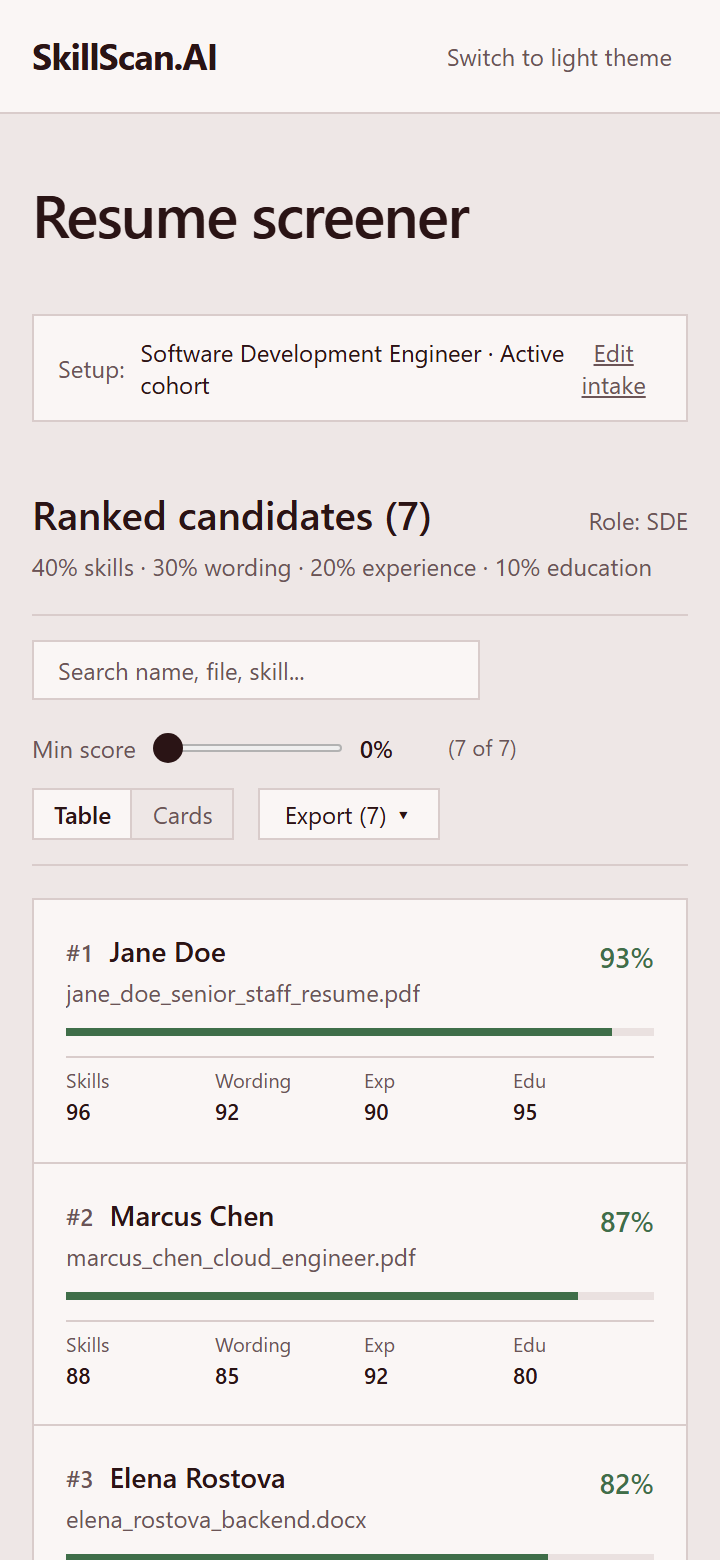 SkillScan.AI
Switch to light theme
Resume screener
Setup:
Software Development Engineer · Active
cohort
Edit
intake
Ranked candidates (7)
Role: SDE
40% skills · 30% wording · 20% experience · 10% education
Search name, file, skill...
Min score
0%
(7 of 7)
Table
Cards
Export (7) ▼
#1 Jane Doe
93%
jane_doe_senior_staff_resume.pdf
Skills Wording Exp Edu
96 92 90 95
#2 Marcus Chen
87%
marcus_chen_cloud_engineer.pdf
Skills Wording Exp Edu
88 85 92 80
#3 Elena Rostova
82%
elena_rostova_backend.docx